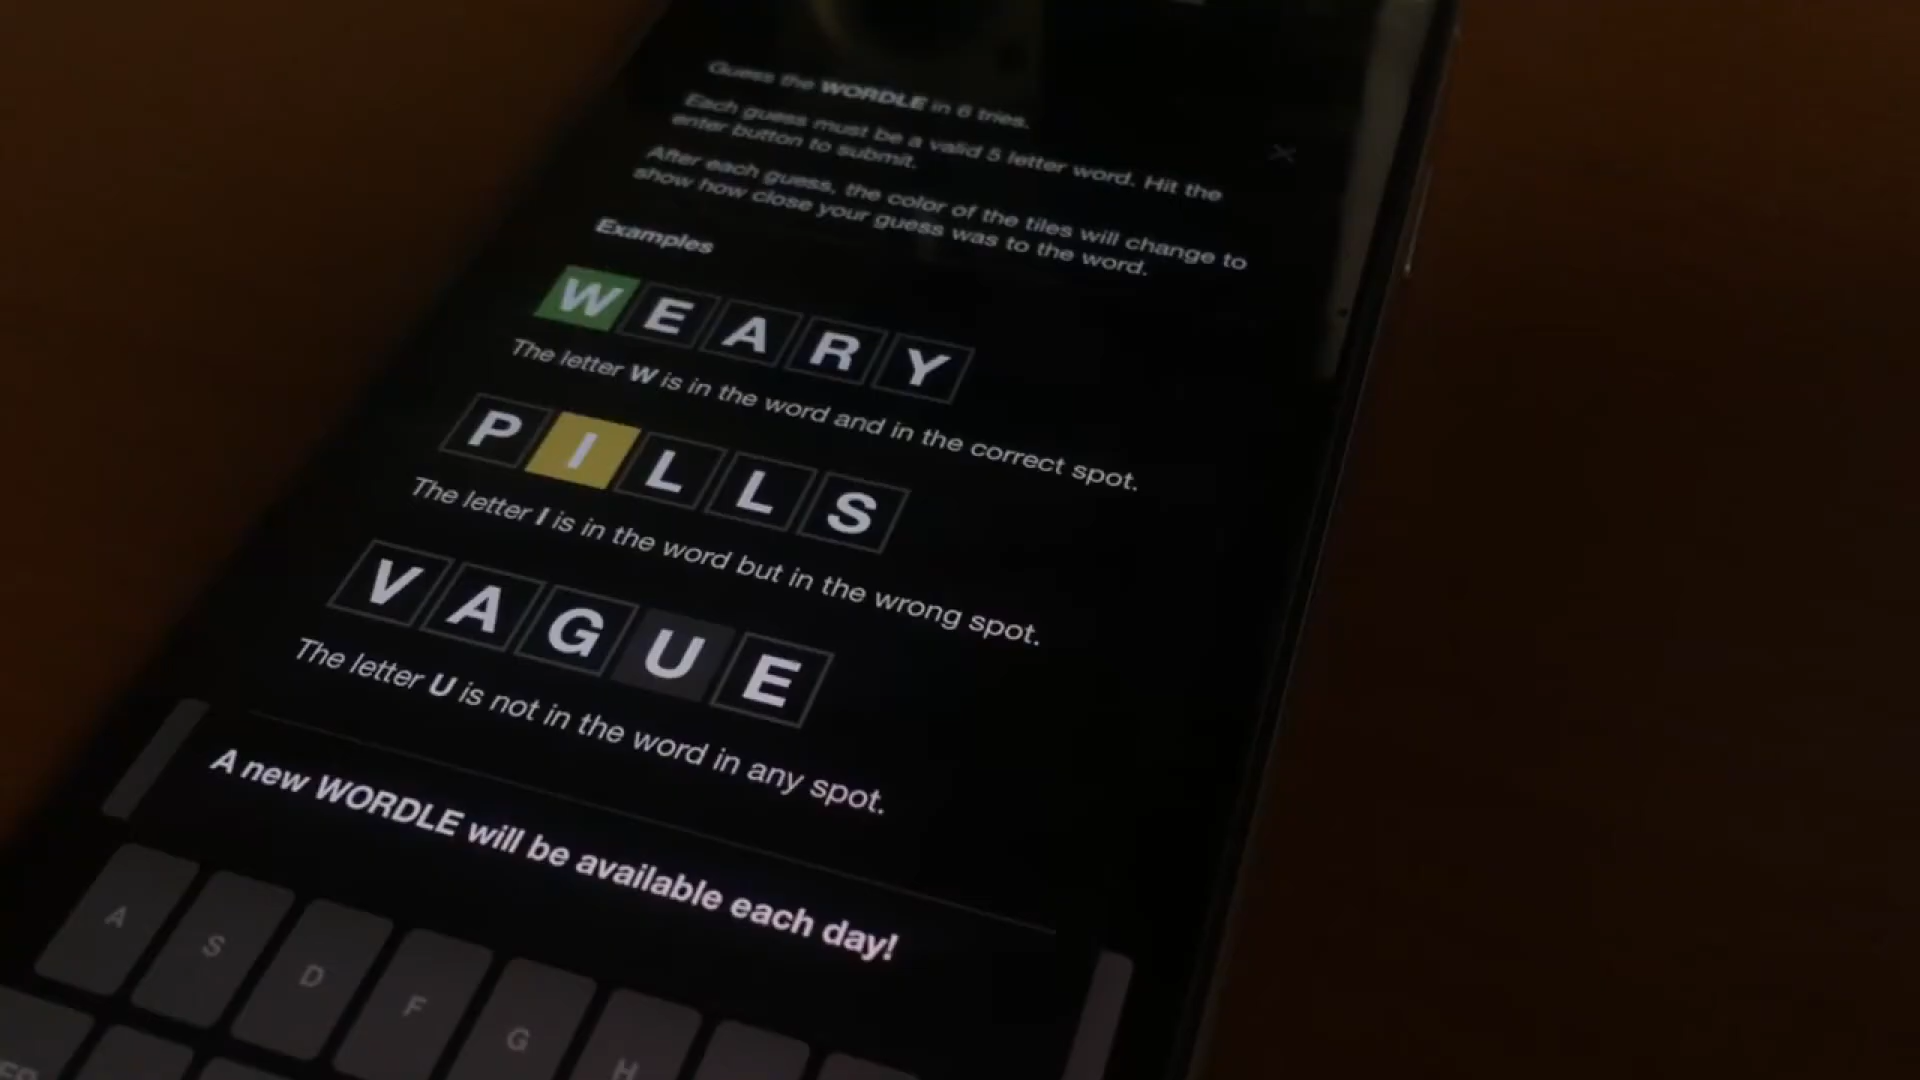 Guess the WORDLE in 6 tries.
Each guess must be a valid 5 letter word. Hit the
enter button to submit.
After each guess, the color of the tiles will change to
show how close your guess was to the word.
Examples
WEARY
The letter W is in the word and in the correct spot.
PILLS
The letter I is in the word but in the wrong spot.
VAGUE
The letter U is not in the word in any spot.
A new WORDLE will be available each day!
A S D F G H